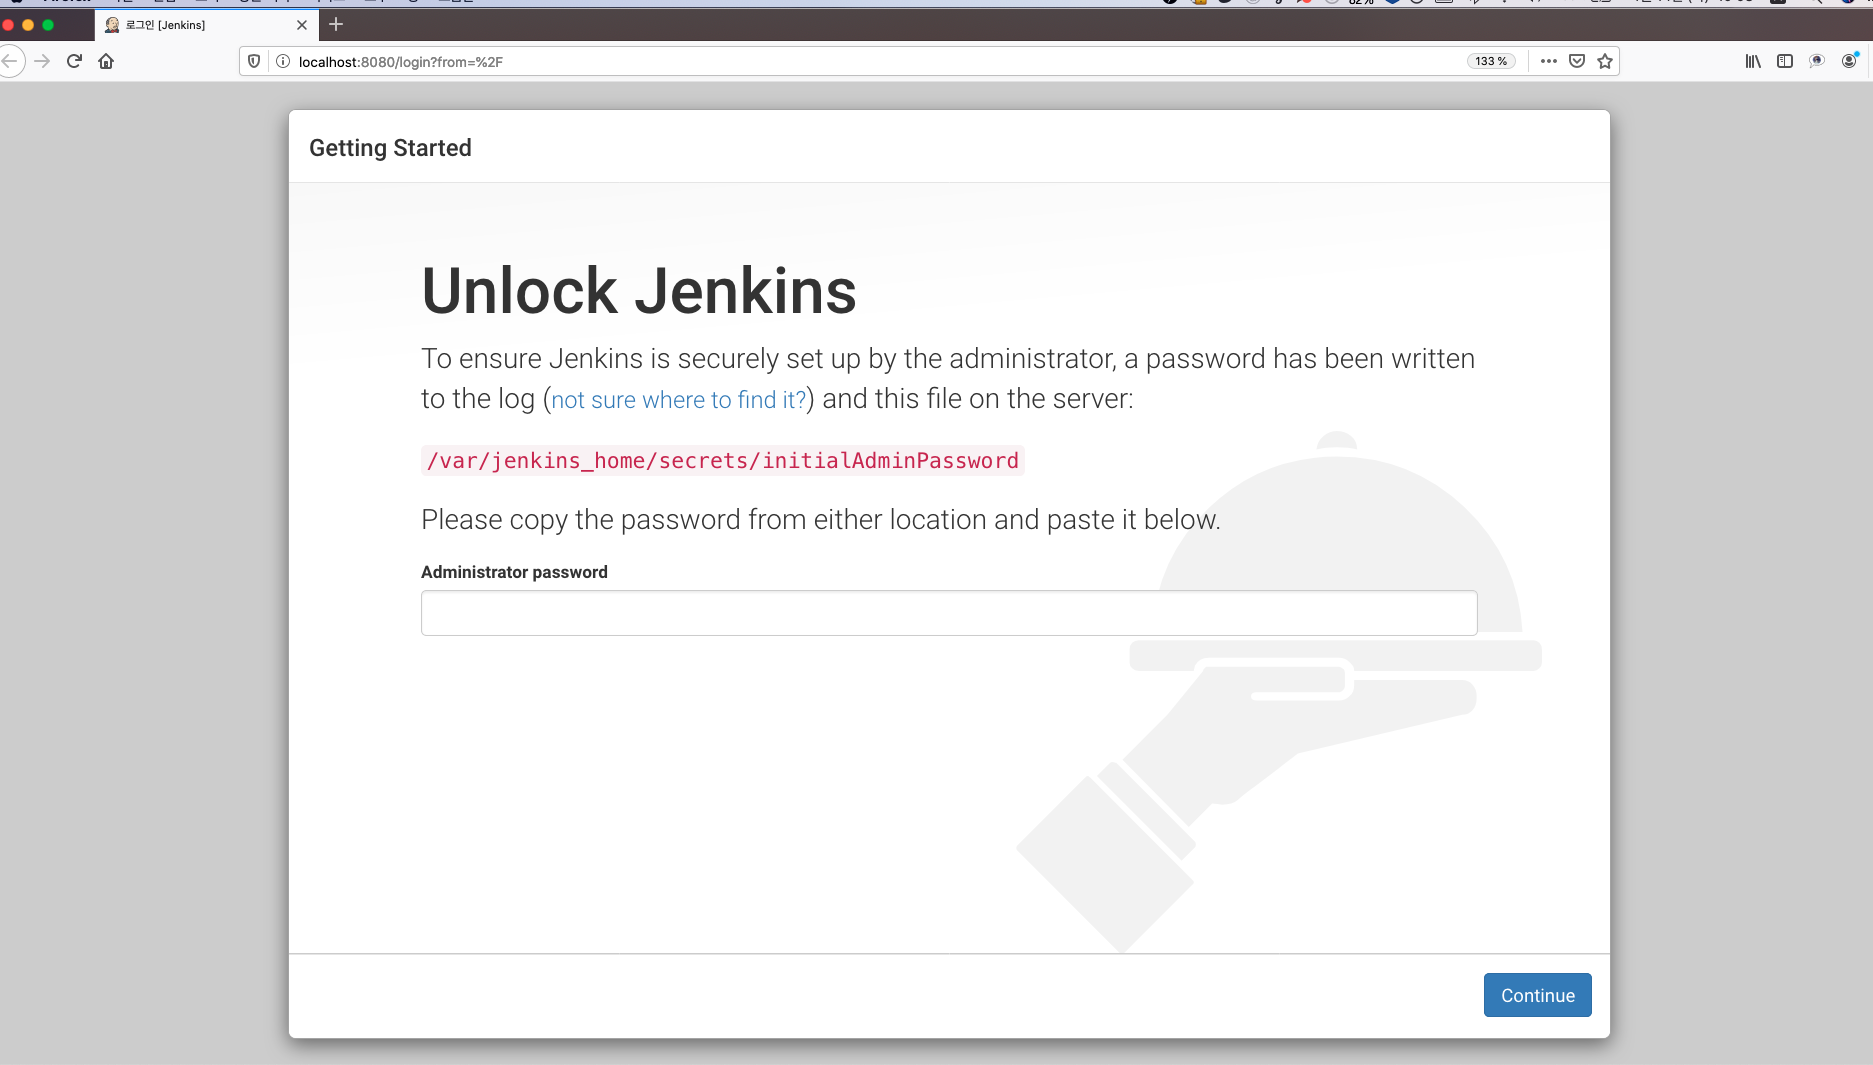 82%
로그인 [Jenkins]
localhost:8080/login?from=%2F
133 %
Getting Started
Unlock Jenkins
To ensure Jenkins is securely set up by the administrator, a password has been written
to the log (not sure where to find it?) and this file on the server:
/var/jenkins_home/secrets/initialAdminPassword
Please copy the password from either location and paste it below.
Administrator password
Continue